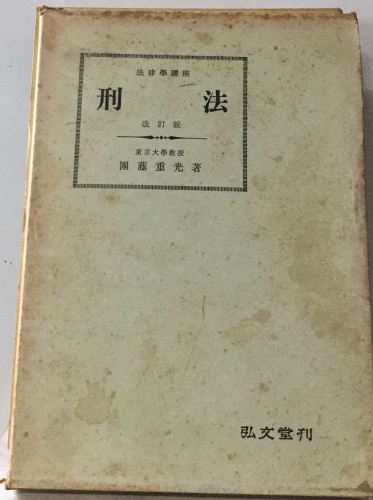 法律學講座
刑法
改訂版
東京大學教授
團藤重光著
弘文堂刊